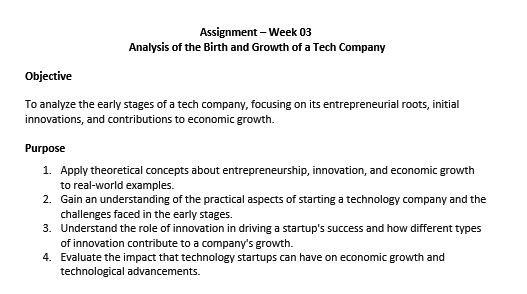 Assignment – Week 03
Analysis of the Birth and Growth of a Tech Company
Objective
To analyze the early stages of a tech company, focusing on its entrepreneurial roots, initial
innovations, and contributions to economic growth.
Purpose
1. Apply theoretical concepts about entrepreneurship, innovation, and economic growth
to real-world examples.
2. Gain an understanding of the practical aspects of starting a technology company and the
challenges faced in the early stages.
3. Understand the role of innovation in driving a startup's success and how different types
of innovation contribute to a company's growth.
4. Evaluate the impact that technology startups can have on economic growth and
technological advancements.